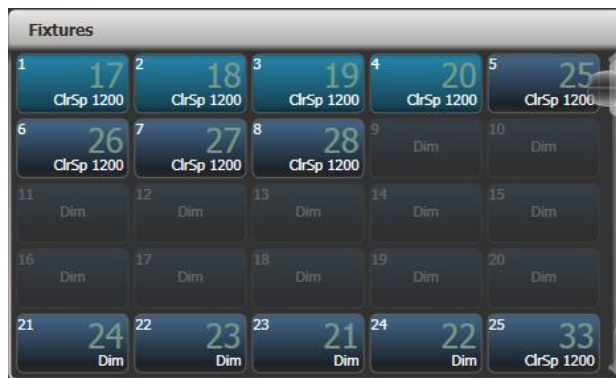 Fixtures
1 17 2 18 3 19 4 20 5 25
ClrSp 1200 ClrSp 1200 ClrSp 1200 ClrSp 1200 ClrSp 1200
6 26 7 27 8 28 9 10
ClrSp 1200 ClrSp 1200 ClrSp 1200 Dim Dim
11 12 13 14 15
Dim Dim Dim Dim Dim
16 17 18 19 20
Dim Dim Dim Dim Dim
21 24 22 23 23 21 24 22 25 33
Dim Dim Dim Dim ClrSp 1200